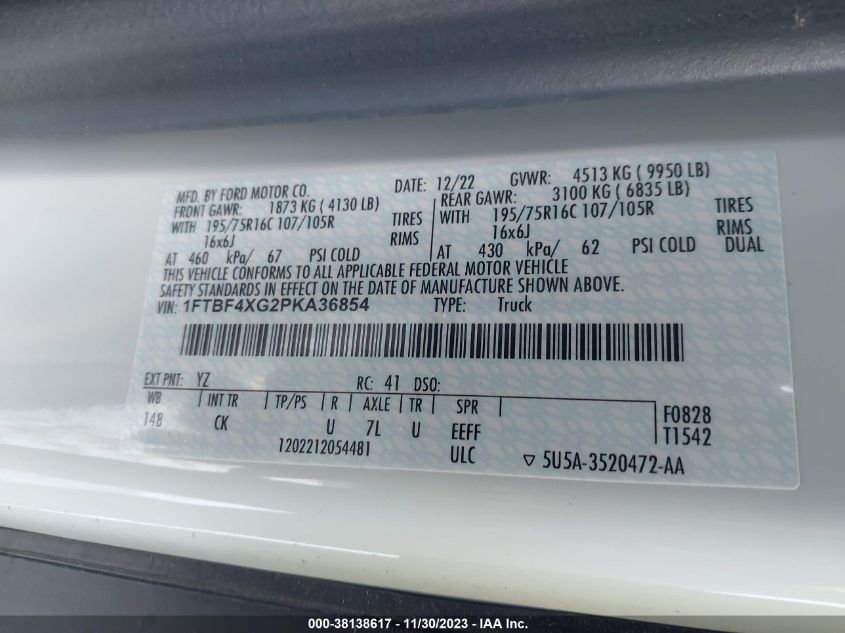 MFD. BY FORD MOTOR CO. DATE: 12/22 GVWR: 4513 KG ( 9950 LB)
FRONT GAWR: 1873 KG ( 4130 LB) REAR GAWR: 3100 KG ( 6835 LB)
WITH 195/75R16C 107/105R TIRES WITH 195/75R16C 107/105R TIRES
16x6J RIMS 16x6J RIMS
AT 460 kPa/ 67 PSI COLD AT 430 kPa/ 62 PSI COLD DUAL
THIS VEHICLE CONFORMS TO ALL APPLICABLE FEDERAL MOTOR VEHICLE
SAFETY STANDARDS IN EFFECT ON THE DATE OF MANUFACTURE SHOWN ABOVE.
VIN: 1FTBF4XG2PKA36854 TYPE: Truck
EXT PNT: YZ RC: 41 DSO:
WB INT TR TP/PS R AXLE TR SPR F0828
148 CK U 7L U EEFF T1542
1202212054481 ULC ▽ 5U5A-3520472-AA
000-38138617 - 11/30/2023 - IAA Inc.